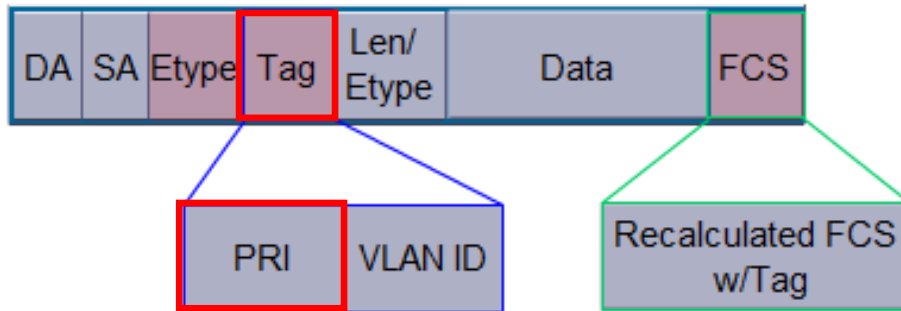 DA SA Etype Tag Len/
Etype Data FCS
PRI VLAN ID Recalculated FCS
w/Tag